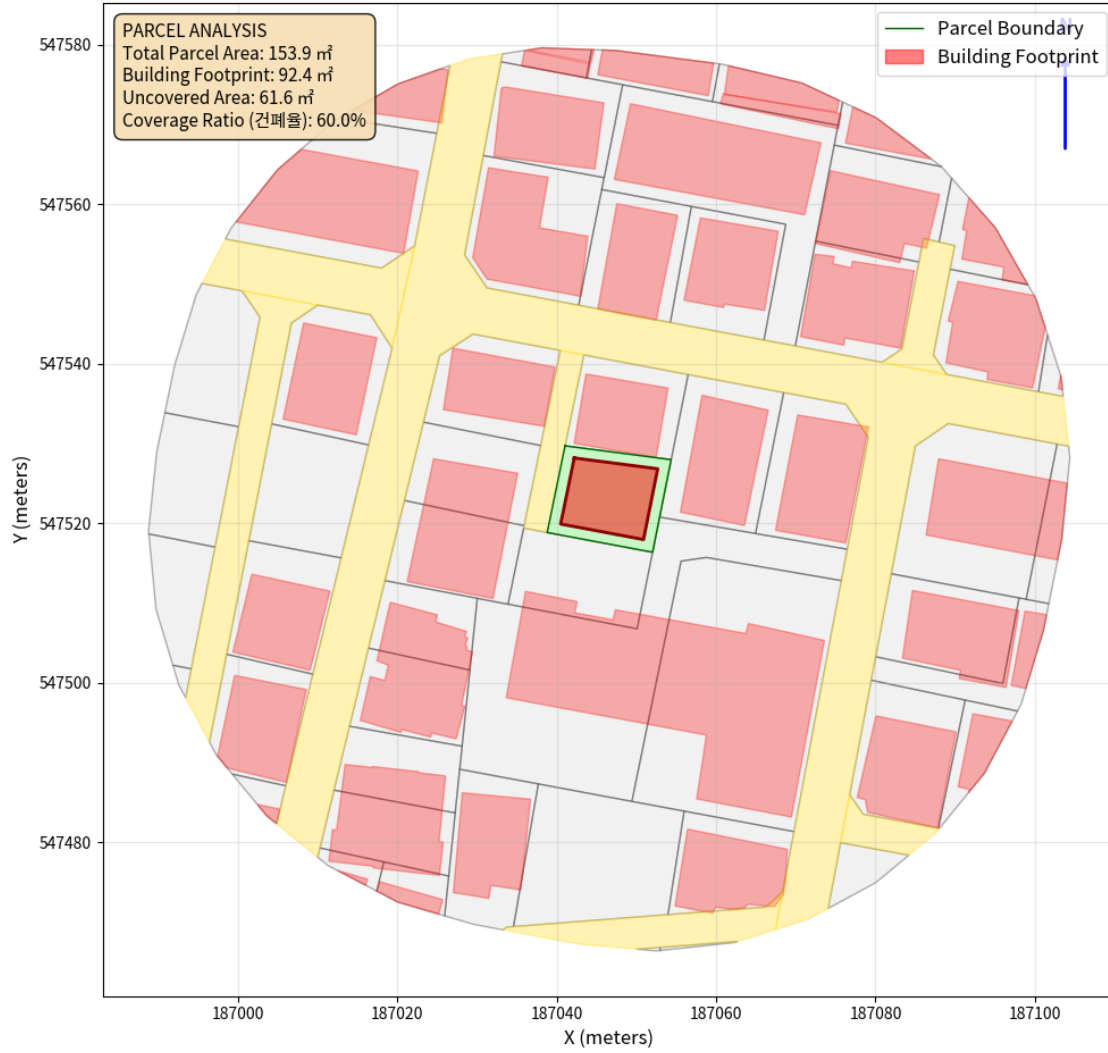 PARCEL ANALYSIS
Total Parcel Area: 153.9 ㎡
Building Footprint: 92.4 ㎡
Uncovered Area: 61.6 ㎡
Coverage Ratio (건폐율): 60.0%
Parcel Boundary
Building Footprint
N
547580
547560
547540
547520
547500
547480
Y (meters)
187000
187020
187040
187060
187080
187100
X (meters)